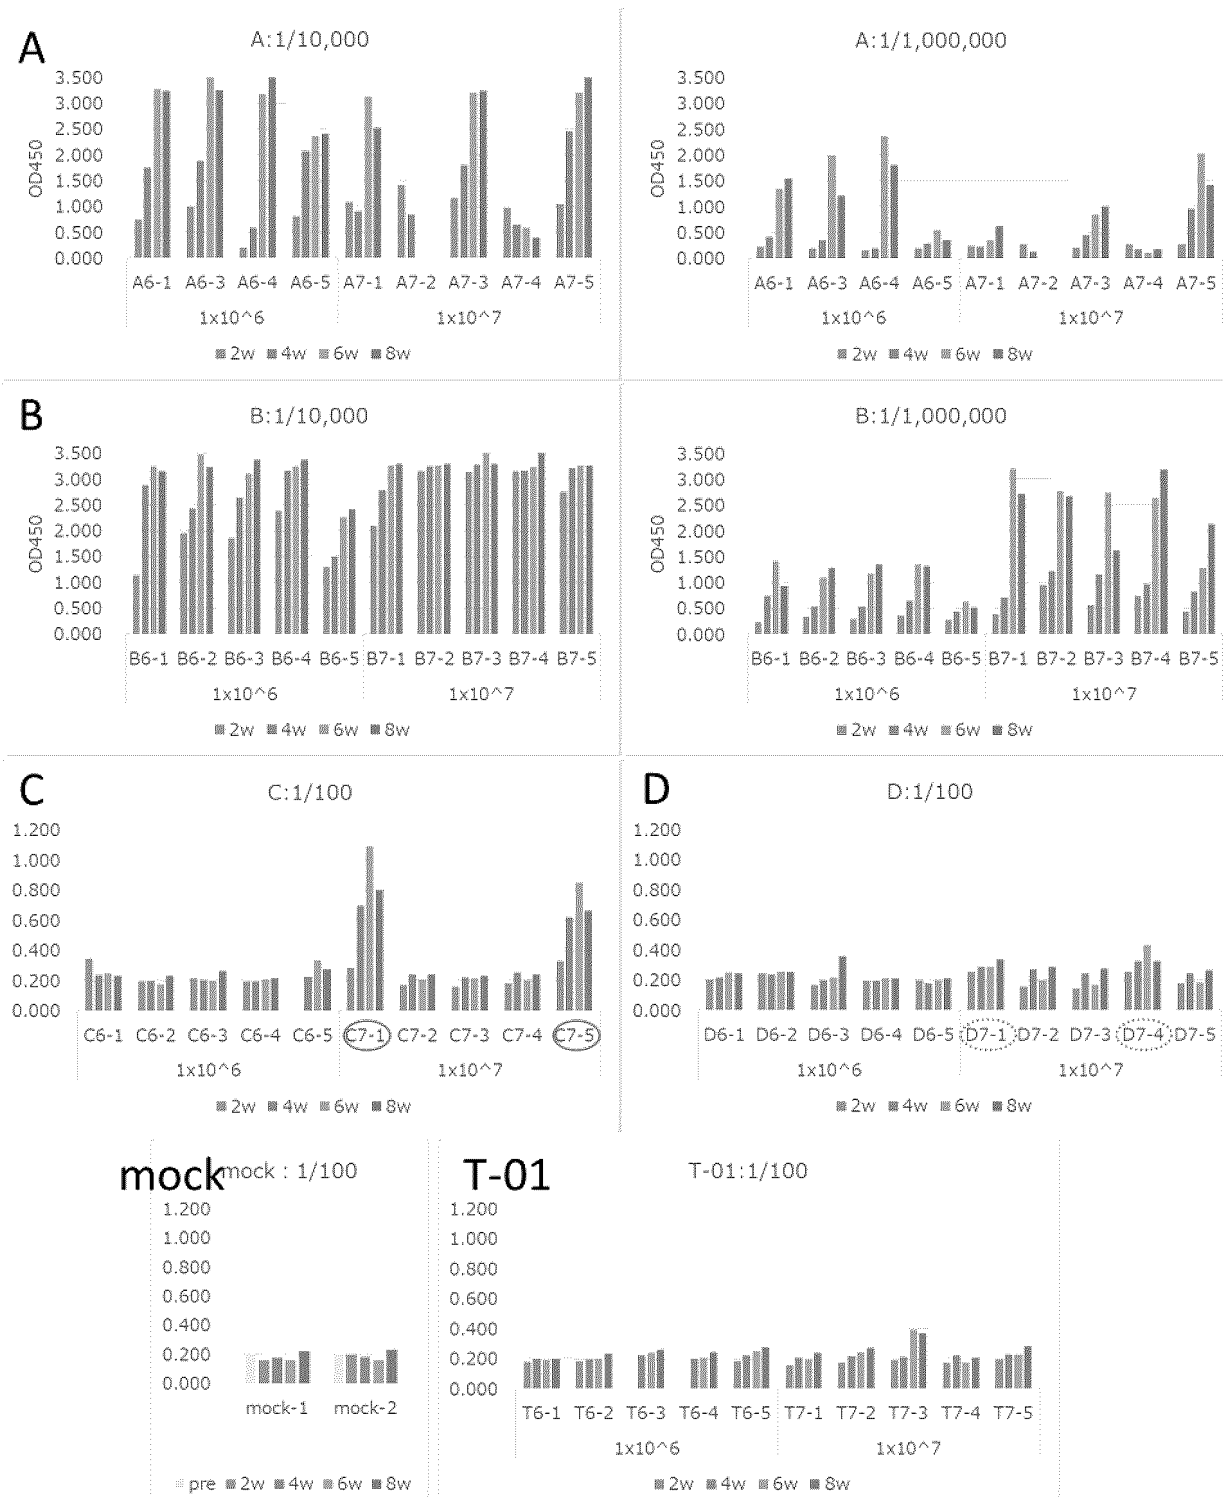 A
A:1/10,000
3.500
3.000
2.500
2.000
1.500
1.000
0.500
0.000
OD450
A6-1 A6-3 A6-4 A6-5 A7-1 A7-2 A7-3 A7-4 A7-5
1x10^6 1x10^7
2w 4w 6w 8w
A:1/1,000,000
3.500
3.000
2.500
2.000
1.500
1.000
0.500
0.000
OD450
A6-1 A6-3 A6-4 A6-5 A7-1 A7-2 A7-3 A7-4 A7-5
1x10^6 1x10^7
2w 4w 6w 8w
B
B:1/10,000
3.500
3.000
2.500
2.000
1.500
1.000
0.500
0.000
OD450
B6-1 B6-2 B6-3 B6-4 B6-5 B7-1 B7-2 B7-3 B7-4 B7-5
1x10^6 1x10^7
2w 4w 6w 8w
B:1/1,000,000
3.500
3.000
2.500
2.000
1.500
1.000
0.500
0.000
OD450
B6-1 B6-2 B6-3 B6-4 B6-5 B7-1 B7-2 B7-3 B7-4 B7-5
1x10^6 1x10^7
2w 4w 6w 8w
C
C:1/100
1.200
1.000
0.800
0.600
0.400
0.200
0.000
C6-1 C6-2 C6-3 C6-4 C6-5 C7-1 C7-2 C7-3 C7-4 C7-5
1x10^6 1x10^7
2w 4w 6w 8w
D
D:1/100
1.200
1.000
0.800
0.600
0.400
0.200
0.000
D6-1 D6-2 D6-3 D6-4 D6-5 D7-1 D7-2 D7-3 D7-4 D7-5
1x10^6 1x10^7
2w 4w 6w 8w
mock
mock : 1/100
1.200
1.000
0.800
0.600
0.400
0.200
0.000
mock-1 mock-2
pre 2w 4w 6w 8w
T-01
T-01:1/100
1.200
1.000
0.800
0.600
0.400
0.200
0.000
T6-1 T6-2 T6-3 T6-4 T6-5 T7-1 T7-2 T7-3 T7-4 T7-5
1x10^6 1x10^7
2w 4w 6w 8w